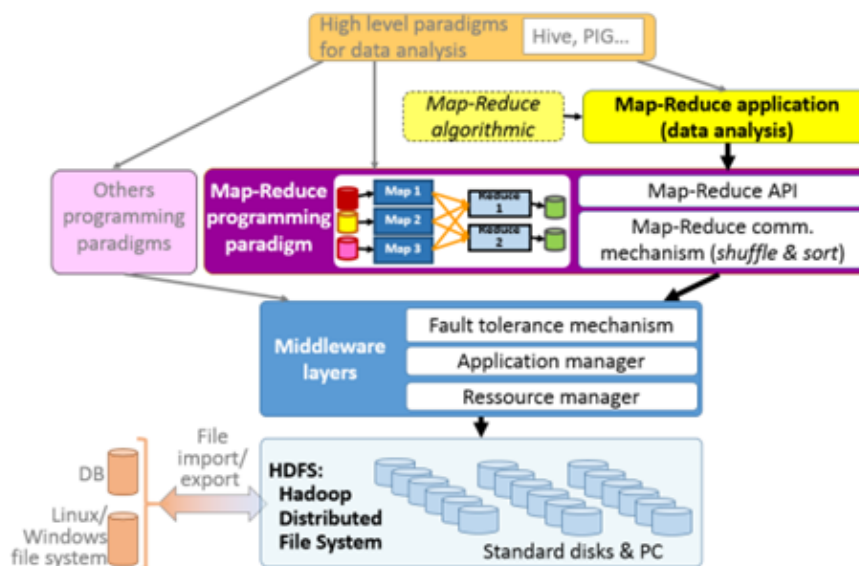 High level paradigms
for data analysis
Hive, PIG...
Map-Reduce
algorithmic
Map-Reduce application
(data analysis)
Others
programming
paradigms
Map-Reduce
programming
paradigm
Map 1
Map 2
Map 3
Reduce
1
Reduce
2
Map-Reduce API
Map-Reduce comm.
mechanism (shuffle & sort)
Middleware
layers
Fault tolerance mechanism
Application manager
Ressource manager
DB
Linux/
Windows
file system
File
import/
export
HDFS:
Hadoop
Distributed
File System
Standard disks & PC